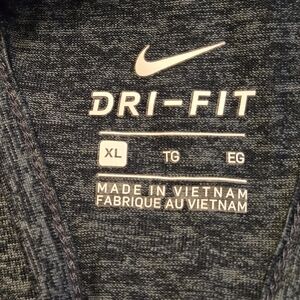 DRI-FIT
XL TG EG
MADE IN VIETNAM
FABRIQUE AU VIETNAM